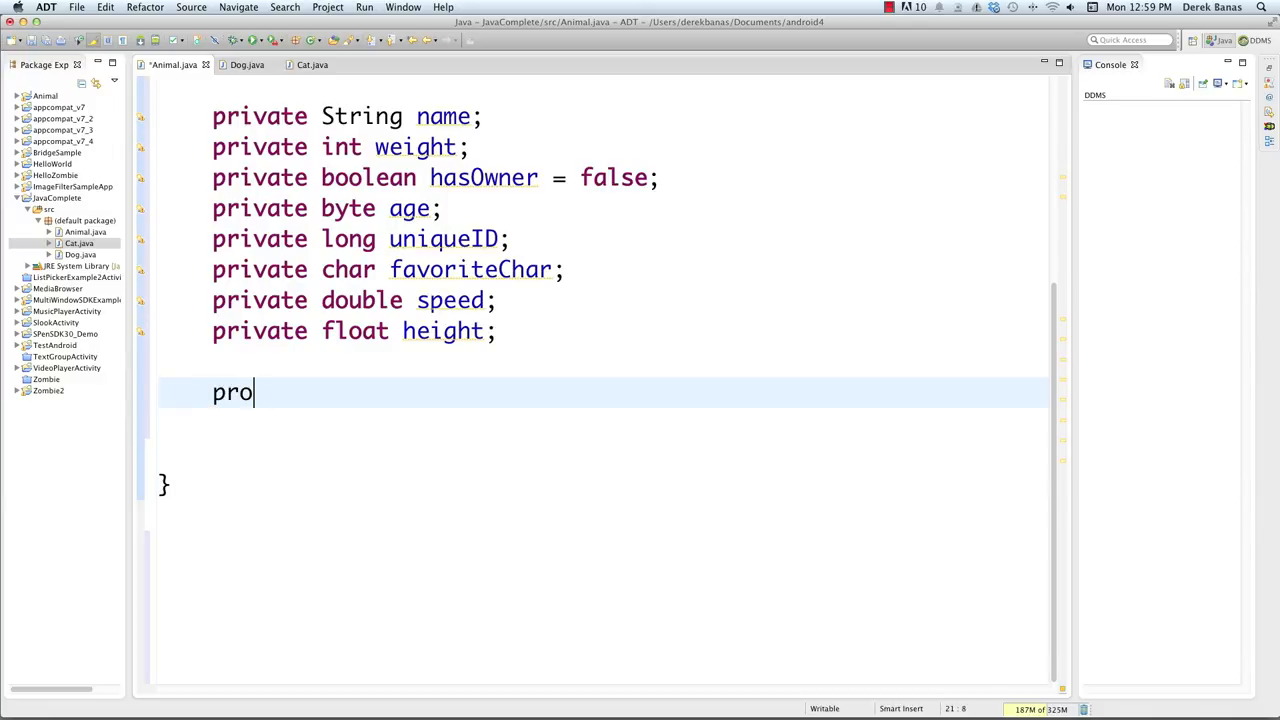 ADT File Edit Refactor Source Navigate Search Project Run Window Help 10 Mon 12:59 PM Derek Banas
Java – JavaComplete/src/Animal.java – ADT – /Users/derekbanas/Documents/android4
Quick Access Java DDMS
Package Exp *Animal.java Dog.java Cat.java Console
DDMS
Animal
appcompat_v7
appcompat_v7_2
appcompat_v7_3
appcompat_v7_4
BridgeSample
HelloWorld
HelloZombie
ImageFilterSampleApp
JavaComplete
src
(default package)
Animal.java
Cat.java
Dog.java
JRE System Library [Ja
ListPickerExample2Activi
MediaBrowser
MultiWindowSDKExample
MusicPlayerActivity
SlookActivity
SPenSDK30_Demo
TestAndroid
TextGroupActivity
VideoPlayerActivity
Zombie
Zombie2
private String name;
private int weight;
private boolean hasOwner = false;
private byte age;
private long uniqueID;
private char favoriteChar;
private double speed;
private float height;
pro
}
Writable Smart Insert 21 : 8 187M of 325M